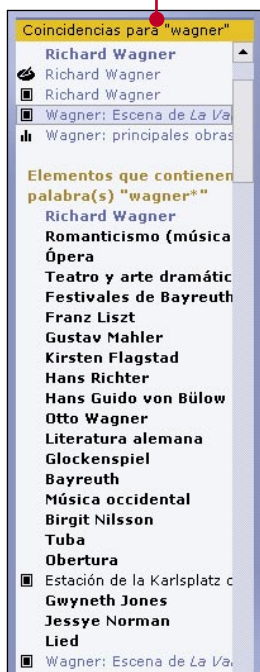 Coincidencias para "wagner"
Richard Wagner
Richard Wagner
Richard Wagner
Wagner: Escena de La Va
Wagner: principales obras
Elementos que contienen
palabra(s) "wagner*"
Richard Wagner
Romanticismo (música
Ópera
Teatro y arte dramátic
Festivales de Bayreuth
Franz Liszt
Gustav Mahler
Kirsten Flagstad
Hans Richter
Hans Guido von Bülow
Otto Wagner
Literatura alemana
Glockenspiel
Bayreuth
Música occidental
Birgit Nilsson
Tuba
Obertura
Estación de la Karlsplatz c
Gwyneth Jones
Jessye Norman
Lied
Wagner: Escena de La Va